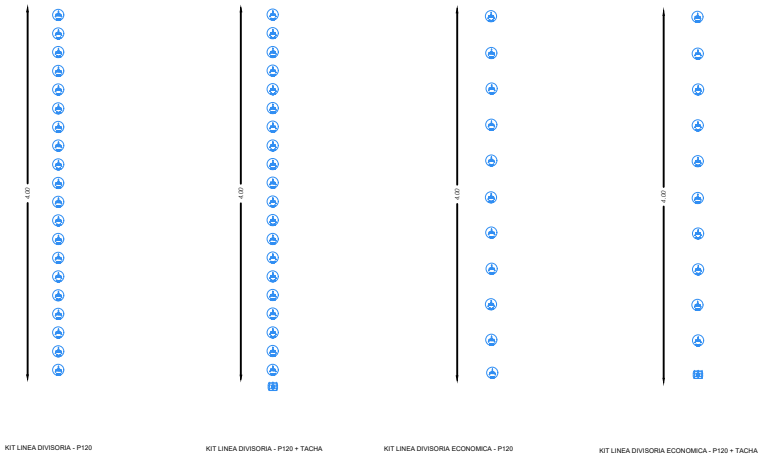 4.00
4.00
4.00
4.00
KIT LINEA DIVISORIA - P120
KIT LINEA DIVISORIA - P120 + TACHA
KIT LINEA DIVISORIA ECONOMICA - P120
KIT LINEA DIVISORIA ECONOMICA - P120 + TACHA